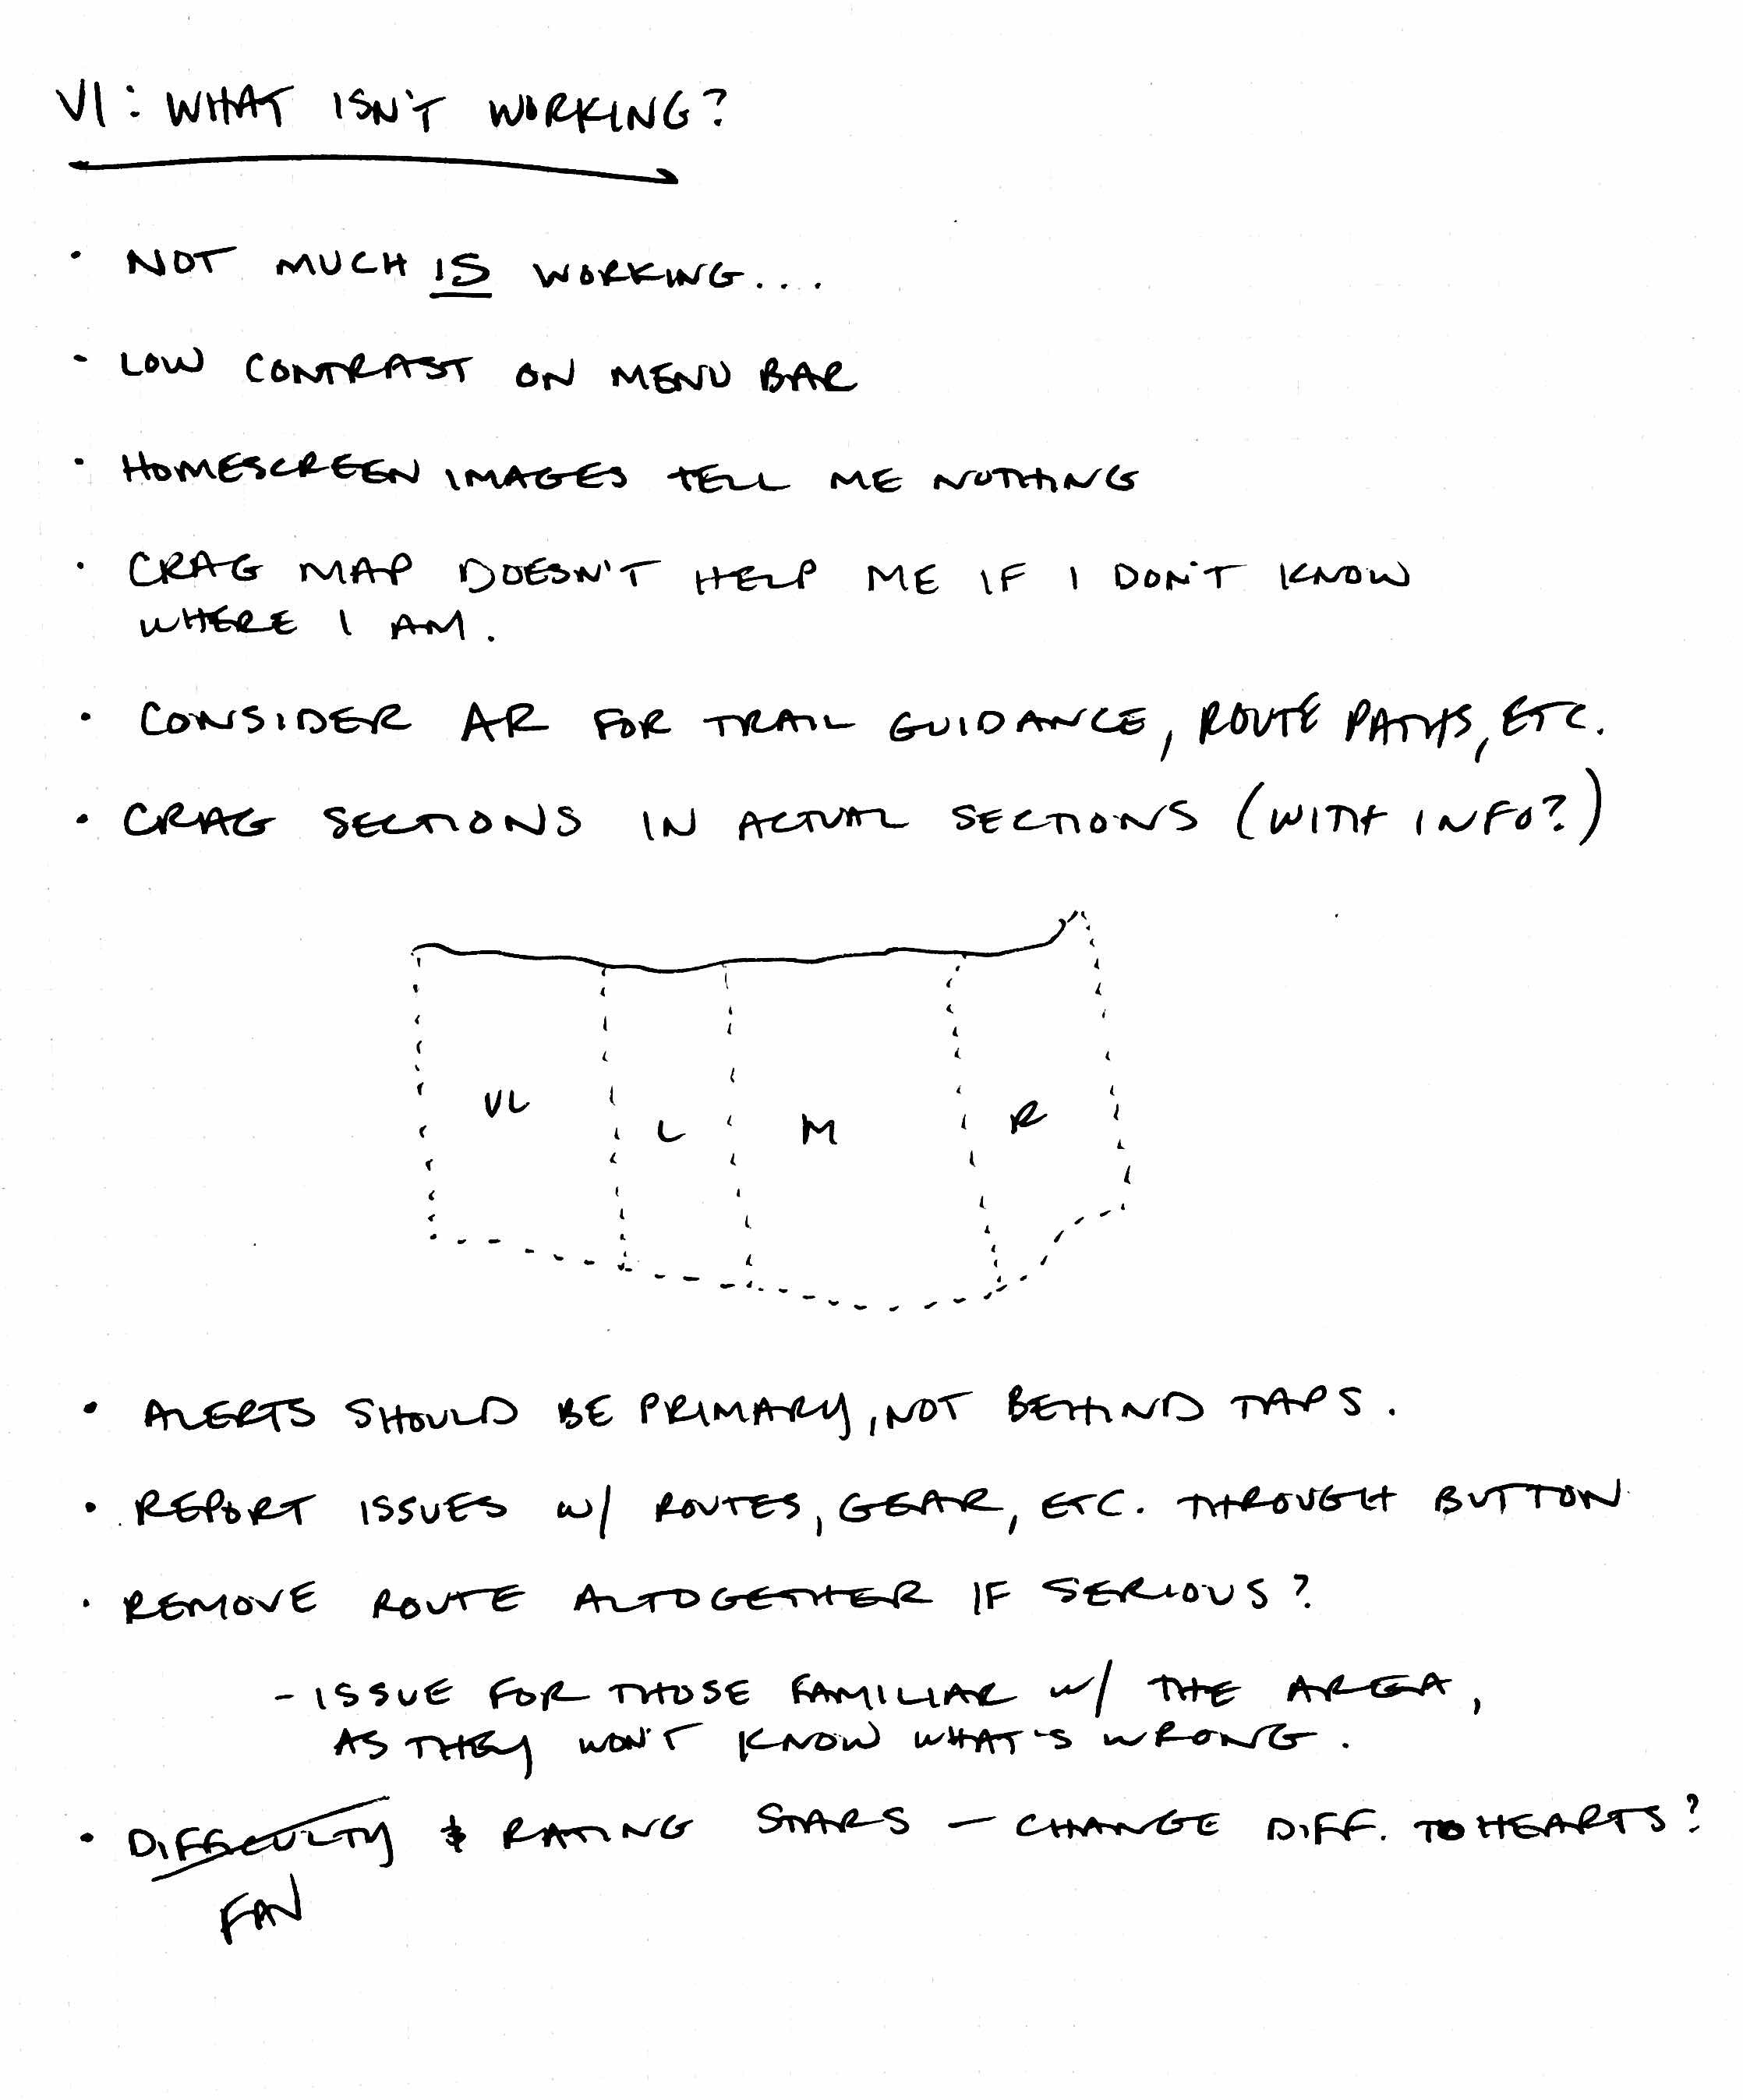 V1: WHAT ISN'T WORKING?
· NOT MUCH IS WORKING...
· LOW CONTRAST ON MENU BAR
· HOMESCREEN IMAGES TELL ME NOTHING
· CRAG MAP DOESN'T HELP ME IF I DON'T KNOW
WHERE I AM.
· CONSIDER AR FOR TRAIL GUIDANCE, ROUTE PATHS, ETC.
· CRAG SECTIONS IN ACTUAL SECTIONS (WITH INFO?)
VL L M R
· ALERTS SHOULD BE PRIMARY, NOT BEHIND TAPS.
· REPORT ISSUES W/ ROUTES, GEAR, ETC. THROUGH BUTTON
· REMOVE ROUTE ALTOGETHER IF SERIOUS?
- ISSUE FOR THOSE FAMILIAR W/ THE AREA,
AS THEY WON'T KNOW WHAT'S WRONG.
· DIFFICULTY & RATING STARS - CHANGE DIFF. TO HEARTS?
FAV